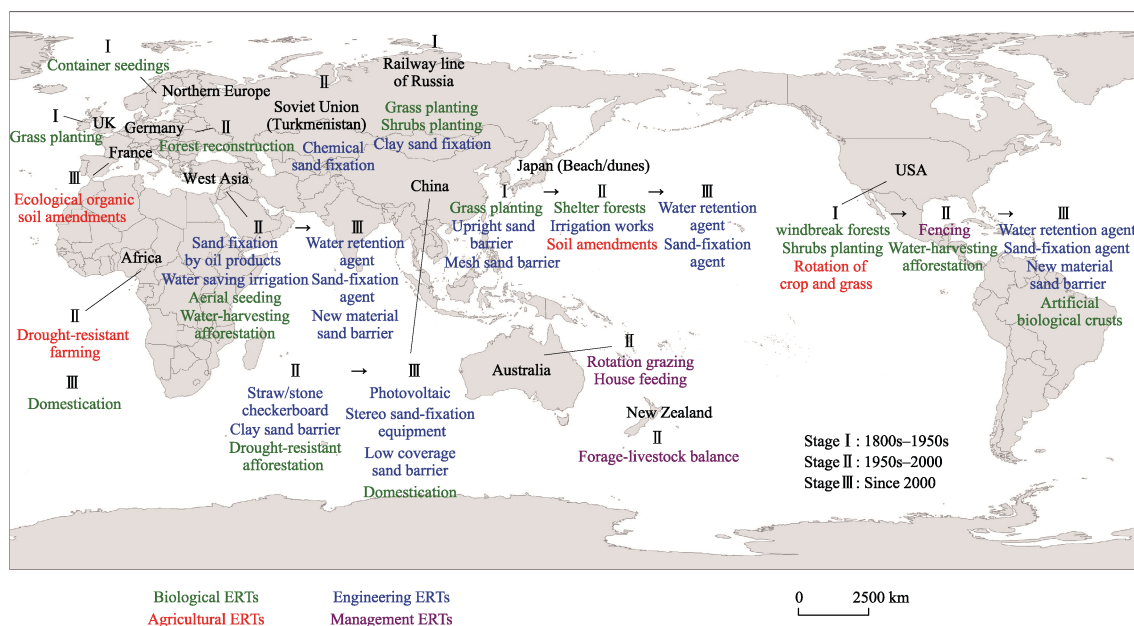 Ⅰ
Container seedings
Northern Europe
Ⅰ
UK
Grass planting
Germany
Ⅱ
Forest reconstruction
France
Ⅲ
Ecological organic
soil amendments
Ⅰ
Railway line
of Russia
Grass planting
Shrubs planting
Clay sand fixation
Ⅱ
Soviet Union
(Turkmenistan)
Chemical
sand fixation
West Asia
Ⅱ
Sand fixation
by oil products
Water saving irrigation
Aerial seeding
Water-harvesting
afforestation
→
Ⅲ
Water retention
agent
Sand-fixation
agent
New material
sand barrier
Africa
Ⅱ
Drought-resistant
farming
Ⅲ
Domestication
China
Ⅱ
Straw/stone
checkerboard
Clay sand barrier
Drought-resistant
afforestation
→
Ⅲ
Photovoltaic
Stereo sand-fixation
equipment
Low coverage
sand barrier
Domestication
Japan (Beach/dunes)
Ⅰ
Grass planting
Upright sand
barrier
Mesh sand barrier
→
Ⅱ
Shelter forests
Irrigation works
Soil amendments
→
Ⅲ
Water retention
agent
Sand-fixation
agent
Australia
Ⅱ
Rotation grazing
House feeding
New Zealand
Ⅱ
Forage-livestock balance
USA
Ⅰ
windbreak forests
Shrubs planting
Rotation of
crop and grass
→
Ⅱ
Fencing
Water-harvesting
afforestation
→
Ⅲ
Water retention agent
Sand-fixation agent
New material
sand barrier
Artificial
biological crusts
Stage Ⅰ : 1800s–1950s
Stage Ⅱ : 1950s–2000
Stage Ⅲ : Since 2000
Biological ERTs
Engineering ERTs
Agricultural ERTs
Management ERTs
0 2500 km